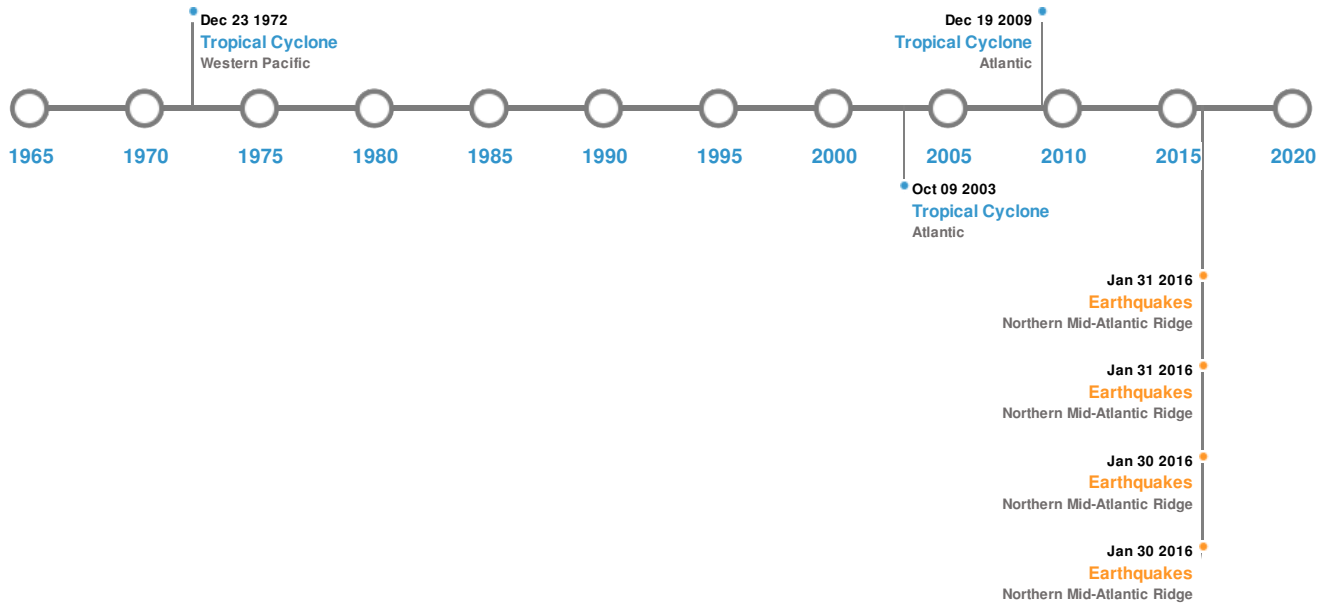 Dec 23 1972
Tropical Cyclone
Western Pacific
Dec 19 2009
Tropical Cyclone
Atlantic
1965
1970
1975
1980
1985
1990
1995
2000
2005
2010
2015
2020
Oct 09 2003
Tropical Cyclone
Atlantic
Jan 31 2016
Earthquakes
Northern Mid-Atlantic Ridge
Jan 31 2016
Earthquakes
Northern Mid-Atlantic Ridge
Jan 30 2016
Earthquakes
Northern Mid-Atlantic Ridge
Jan 30 2016
Earthquakes
Northern Mid-Atlantic Ridge